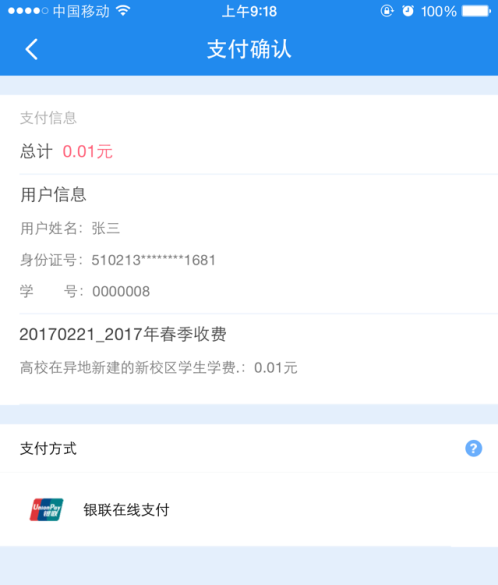 中国移动 上午9:18 100%
支付确认
支付信息
总计 0.01元
用户信息
用户姓名: 张三
身份证号: 510213********1681
学 号: 0000008
20170221_2017年春季收费
高校在异地新建的新校区学生学费.: 0.01元
支付方式 ?
UnionPay
银联
银联在线支付